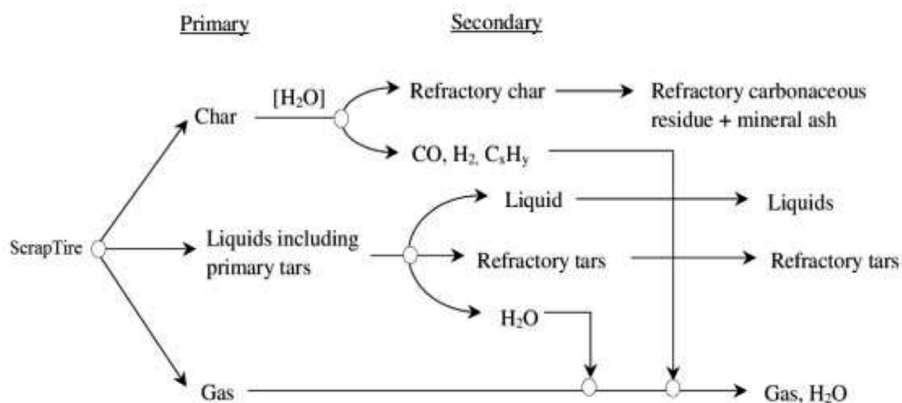 Primary
Secondary
Char
[H₂O]
Refractory char
Refractory carbonaceous
residue + mineral ash
CO, H₂, CₓHᵧ
ScrapTire
Liquids including
primary tars
Liquid
Liquids
Refractory tars
Refractory tars
H₂O
Gas
Gas, H₂O